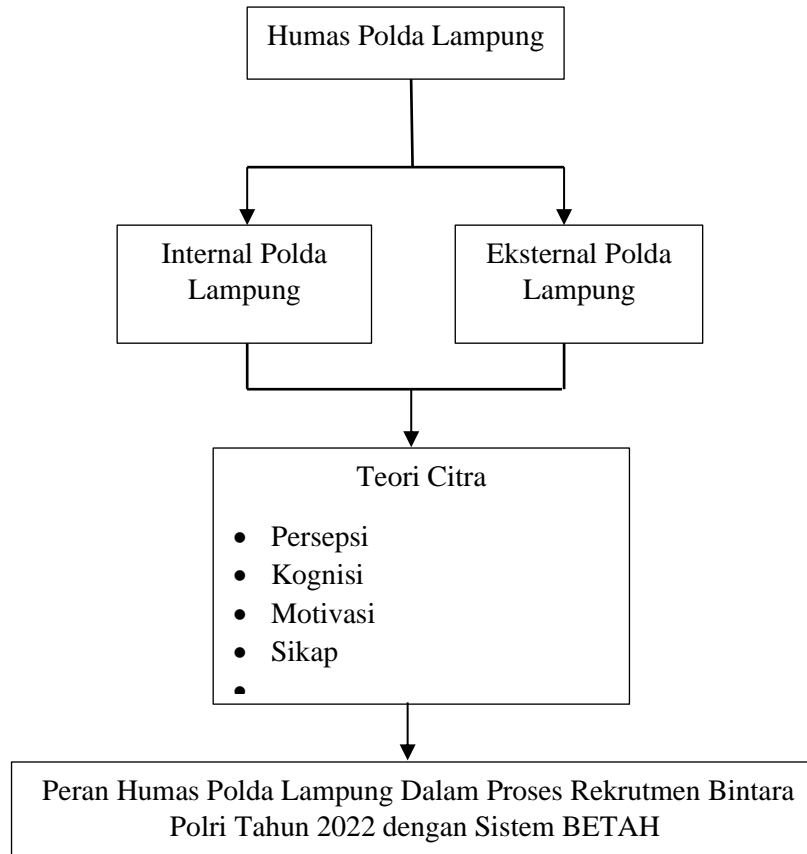 Humas Polda Lampung
Internal Polda
Lampung
Eksternal Polda
Lampung
Teori Citra
• Persepsi
• Kognisi
• Motivasi
• Sikap
•
Peran Humas Polda Lampung Dalam Proses Rekrutmen Bintara
Polri Tahun 2022 dengan Sistem BETAH